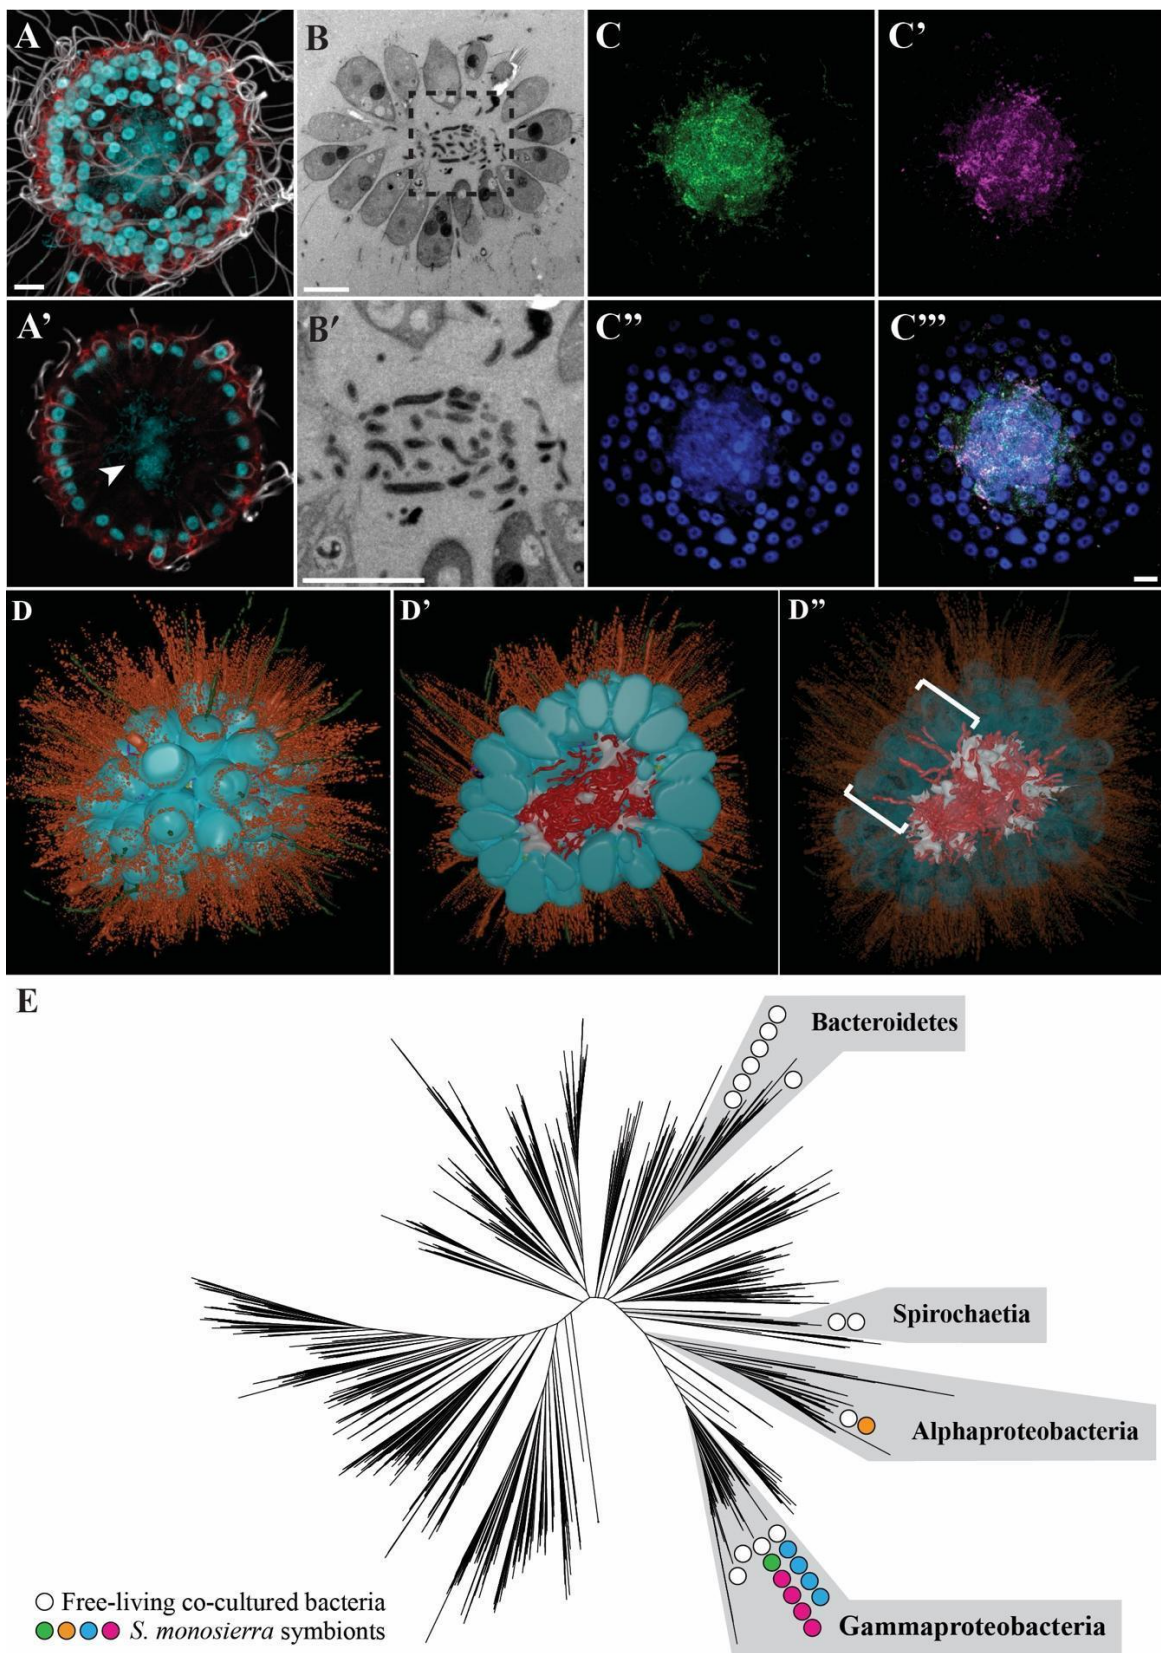 A
B
C
C’
A’
B′
C’’
C’’’
D
D’
D”
E
Bacteroidetes
Spirochaetia
Alphaproteobacteria
Gammaproteobacteria
Free-living co-cultured bacteria
S. monosierra symbionts